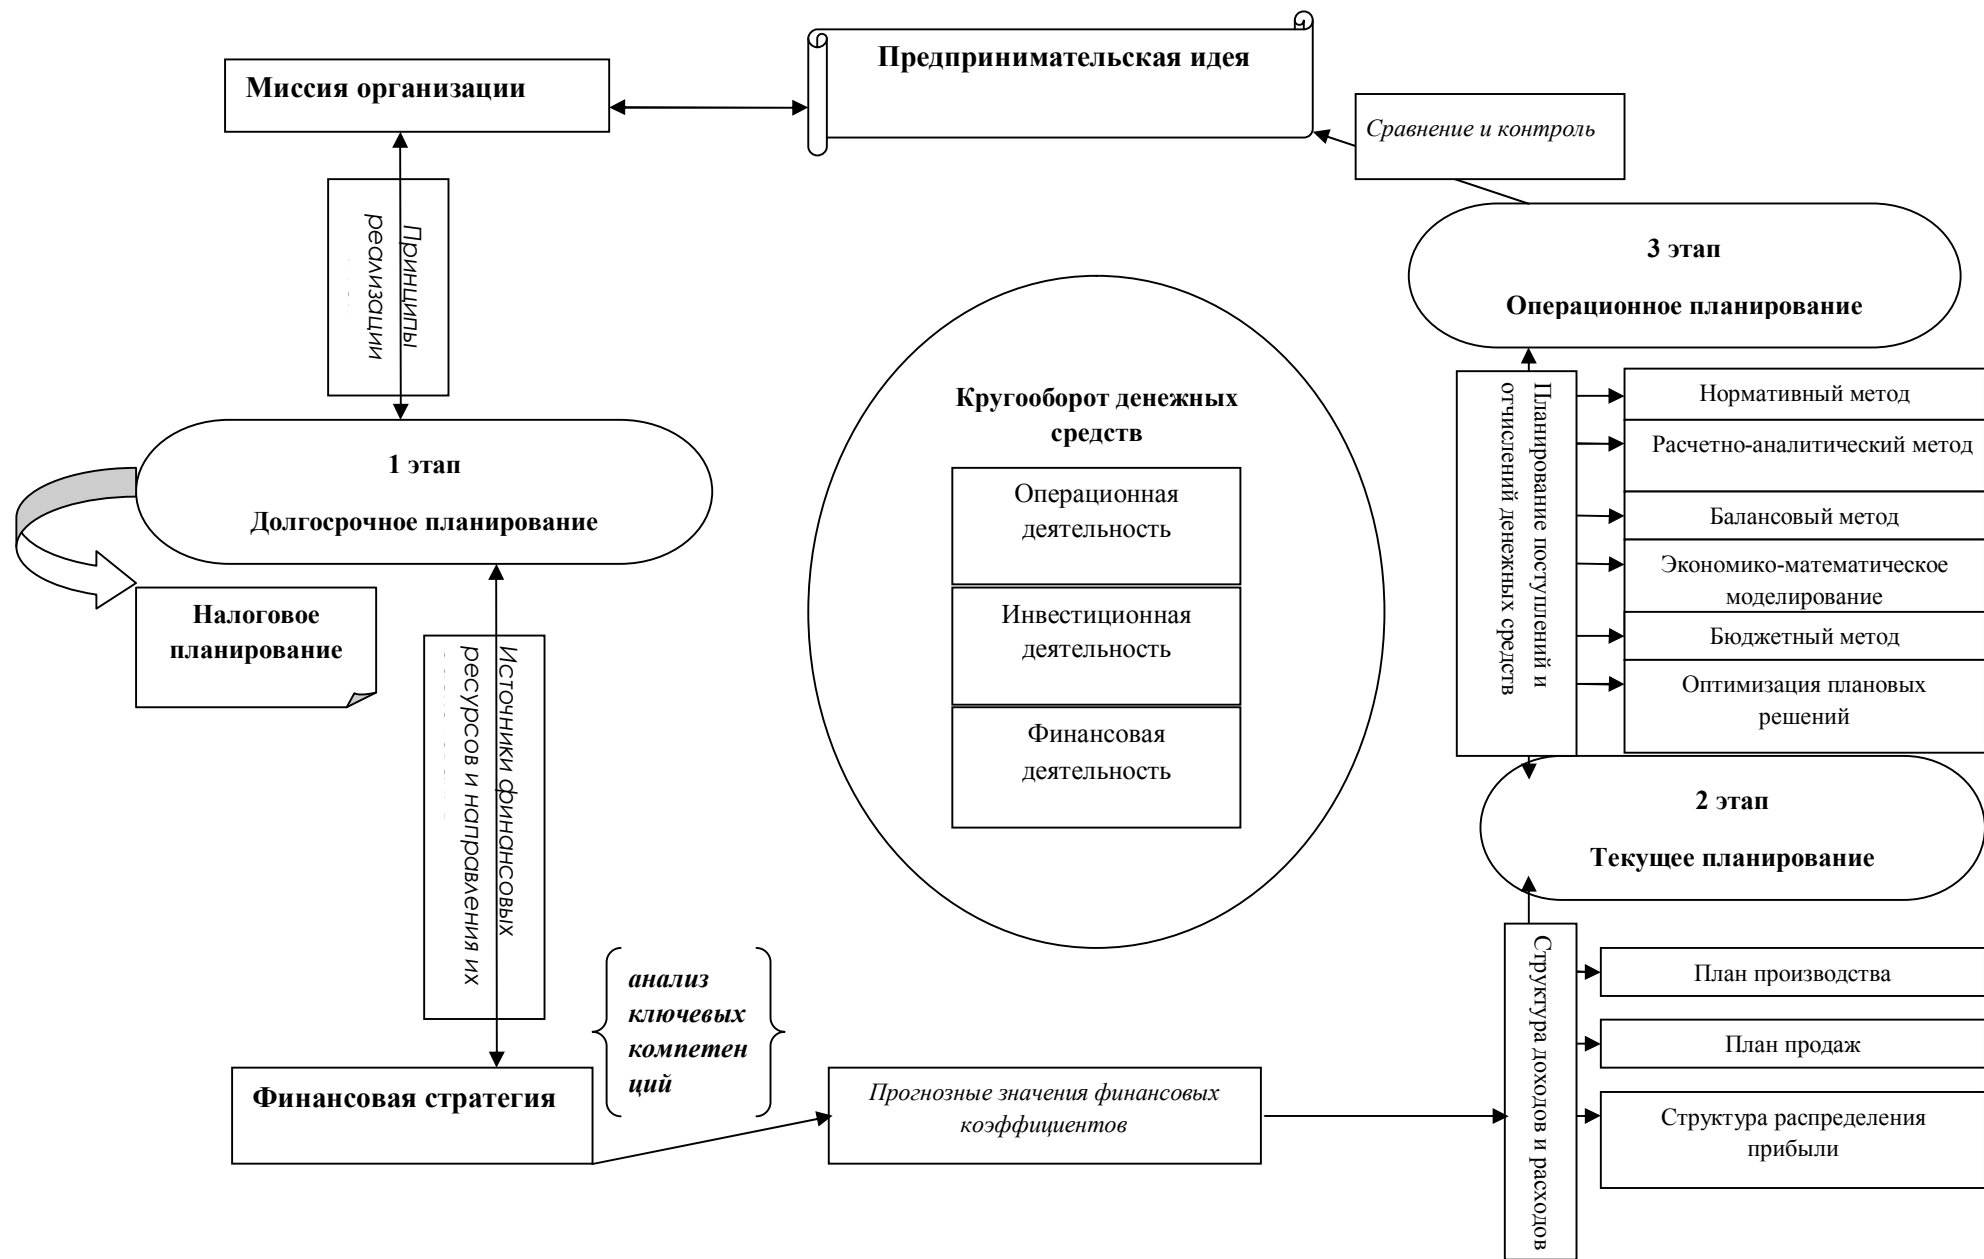 Предпринимательская идея
Миссия организации
Сравнение и контроль
Принципы
реализации
3 этап
Операционное планирование
Кругооборот денежных
средств
Операционная
деятельность
Инвестиционная
деятельность
Финансовая
деятельность
1 этап
Долгосрочное планирование
Налоговое
планирование
Источники финансовых
ресурсов и направления их
Планирование поступлений и
отчислений денежных средств
Нормативный метод
Расчетно-аналитический метод
Балансовый метод
Экономико-математическое
моделирование
Бюджетный метод
Оптимизация плановых
решений
2 этап
Текущее планирование
анализ
ключевых
компетен
ций
Финансовая стратегия
Прогнозные значения финансовых
коэффициентов
Структура доходов и расходов
План производства
План продаж
Структура распределения
прибыли